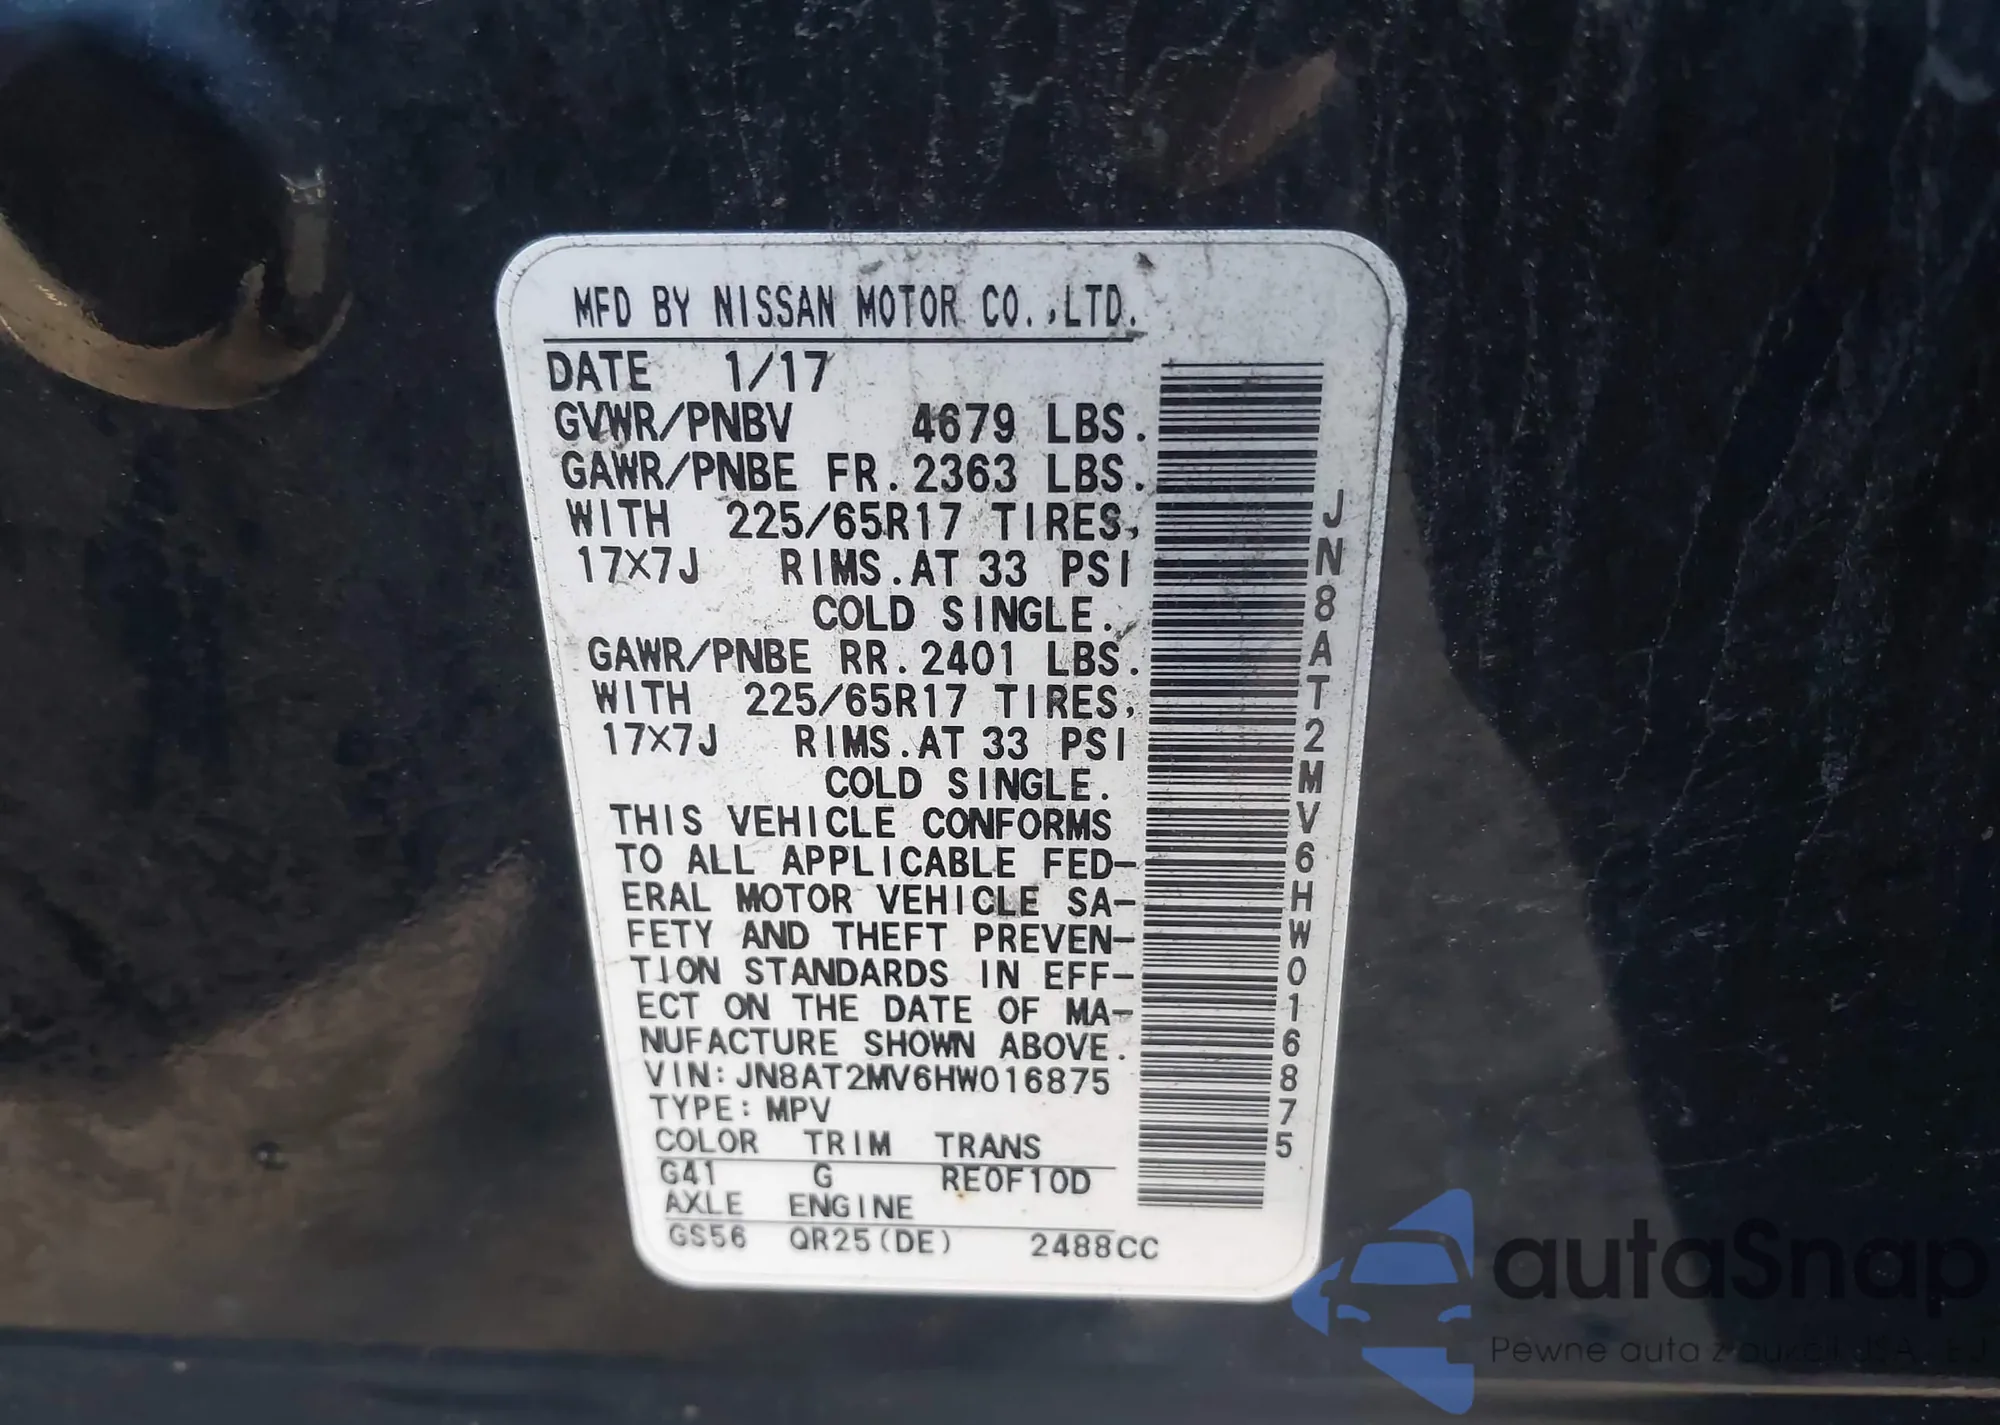 MFD BY NISSAN MOTOR CO.,LTD.
DATE 1/17
GVWR/PNBV 4679 LBS.
GAWR/PNBE FR.2363 LBS.
WITH 225/65R17 TIRES,
17X7J RIMS.AT 33 PSI
COLD SINGLE.
GAWR/PNBE RR.2401 LBS.
WITH 225/65R17 TIRES,
17X7J RIMS.AT 33 PSI
COLD SINGLE.
THIS VEHICLE CONFORMS
TO ALL APPLICABLE FED-
ERAL MOTOR VEHICLE SA-
FETY AND THEFT PREVEN-
TION STANDARDS IN EFF-
ECT ON THE DATE OF MA-
NUFACTURE SHOWN ABOVE.
VIN:JN8AT2MV6HW016875
TYPE:MPV
COLOR TRIM TRANS
G41 G RE0F10D
AXLE ENGINE
GS56 QR25(DE) 2488CC
JN8AT2MV6HW016875
autaSnap
Pewne auta z aukcji USA